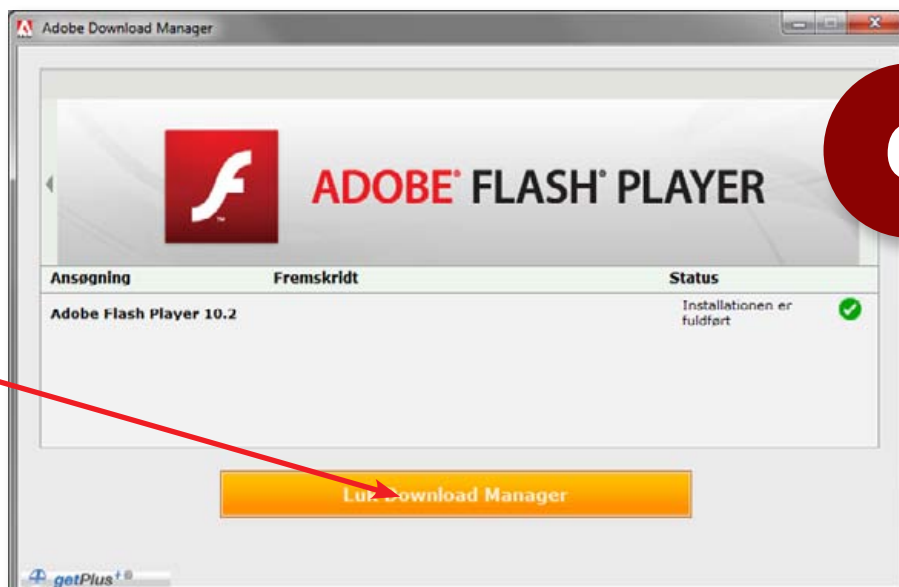 Adobe Download Manager
ADOBE® FLASH® PLAYER
Ansøgning Fremskridt Status
Adobe Flash Player 10.2 Installationen er
fuldført
Luk Download Manager
getPlus+®